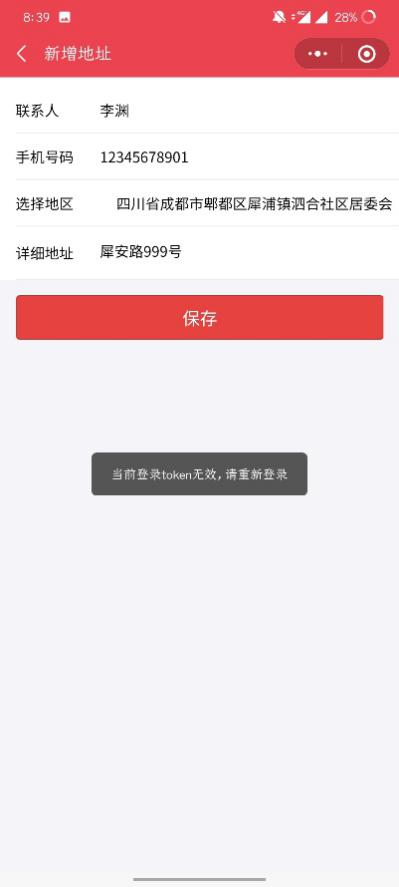 8:39 4G 28%
新增地址
联系人 李渊
手机号码 12345678901
选择地区 四川省成都市郫都区犀浦镇泗合社区居委会
详细地址 犀安路999号
保存
当前登录token无效,请重新登录